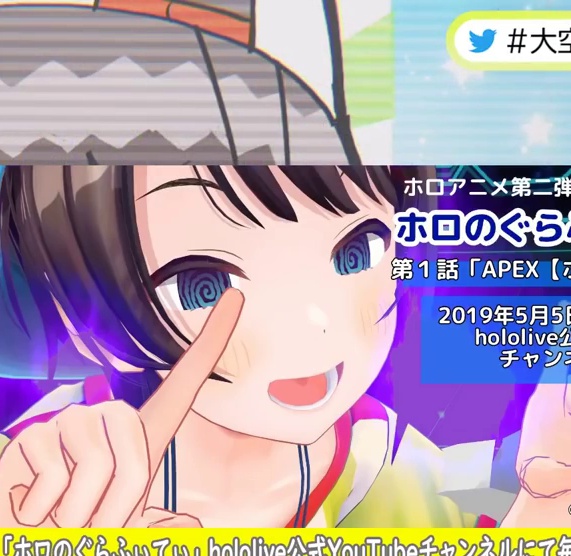 #大空
ホロアニメ第二弾
ホロのぐら
第1話「APEX【ホ
2019年5月5日
hololive公
チャン
「ホロのぐらふぃてぃ」hololive公式YouTubeチャンネルにて毎